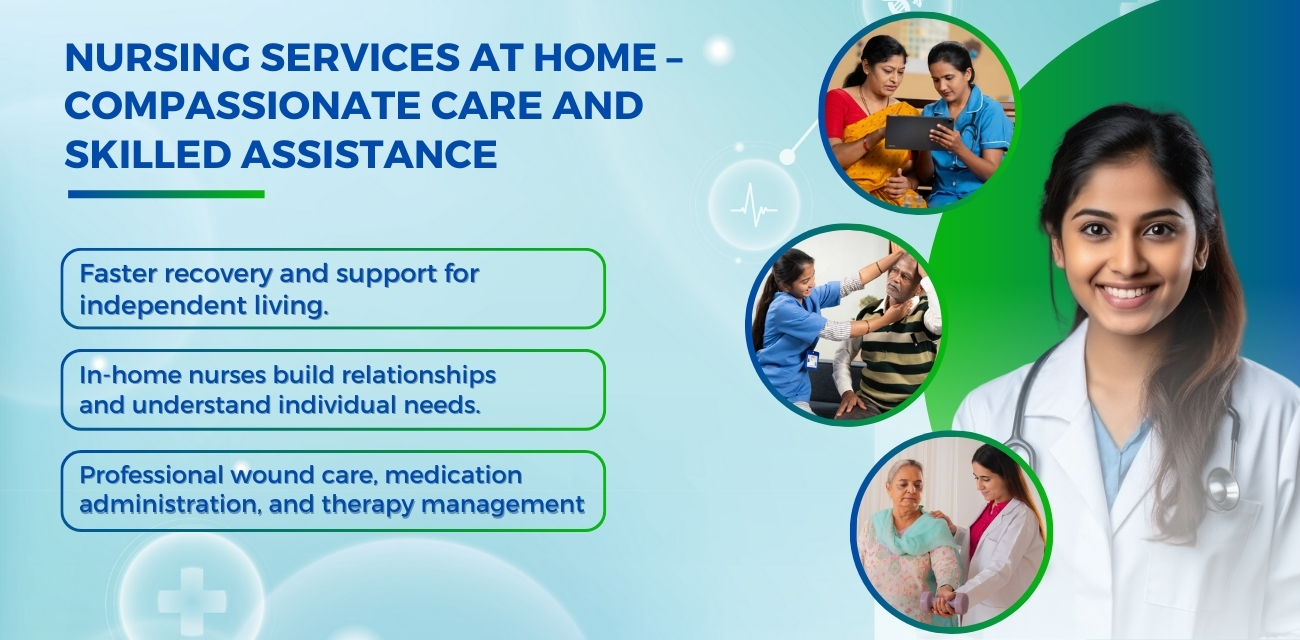 NURSING SERVICES AT HOME –
COMPASSIONATE CARE AND
SKILLED ASSISTANCE
Faster recovery and support for
independent living.
In-home nurses build relationships
and understand individual needs.
Professional wound care, medication
administration, and therapy management